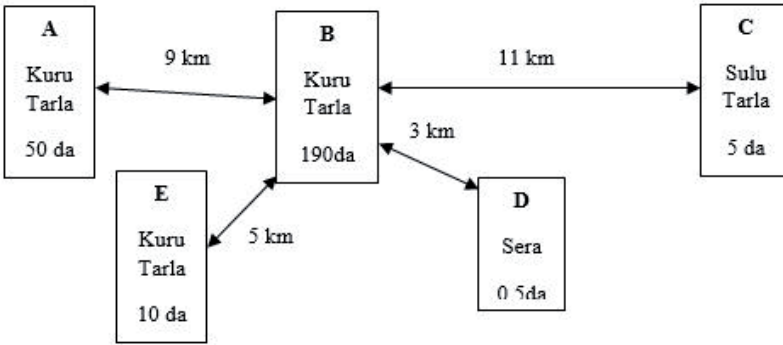 A
Kuru
Tarla
50 da
9 km
B
Kuru
Tarla
190da
11 km
C
Sulu
Tarla
5 da
3 km
E
Kuru
Tarla
10 da
5 km
D
Sera
0.5da